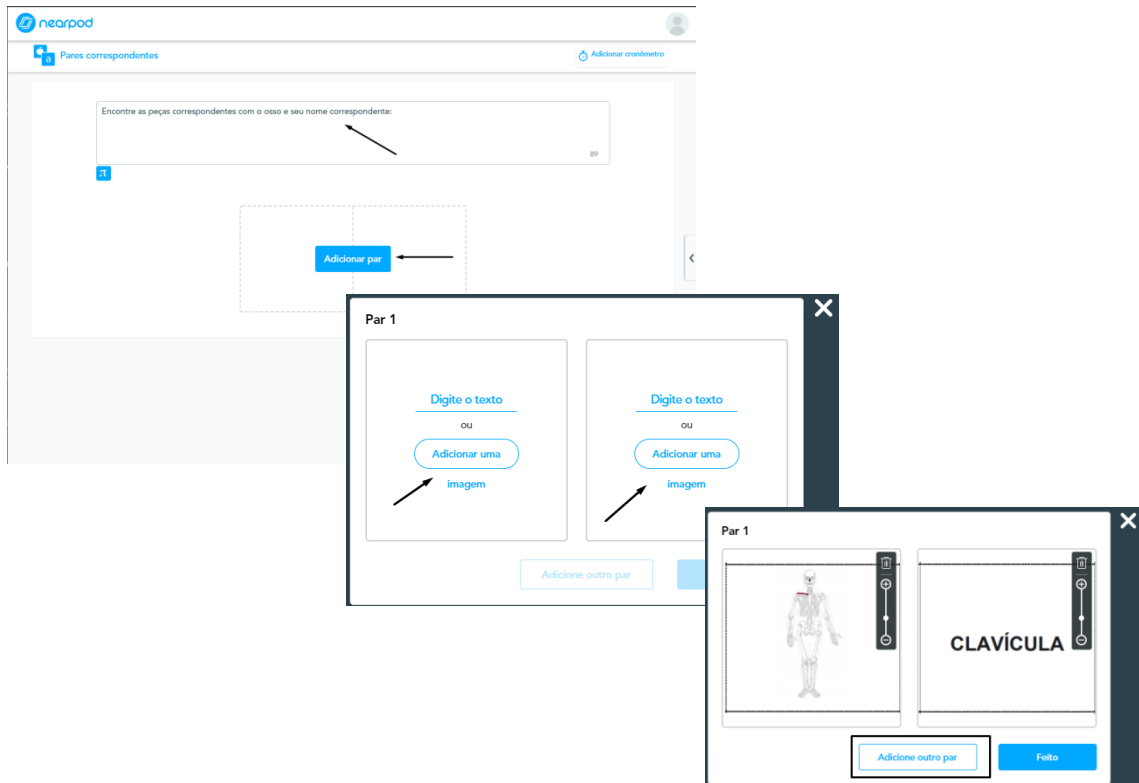 nearpod
Pares correspondentes
Adicionar cronômetro
Encontre as peças correspondentes com o osso e seu nome correspondente:
89
π
Adicionar par
Par 1
Digite o texto
ou
Adicionar uma
imagem
Digite o texto
ou
Adicionar uma
imagem
Adicione outro par
Par 1
CLAVÍCULA
Adicione outro par
Feito